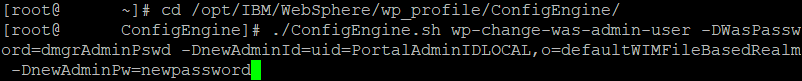 [root@ ~]# cd /opt/IBM/WebSphere/wp_profile/ConfigEngine/
[root@ ConfigEngine]# ./ConfigEngine.sh wp-change-was-admin-user -DWasPassw
ord=dmgrAdminPswd -DnewAdminId=uid=PortalAdminIDLOCAL,o=defaultWIMFileBasedRealm
-DnewAdminPw=newpassword